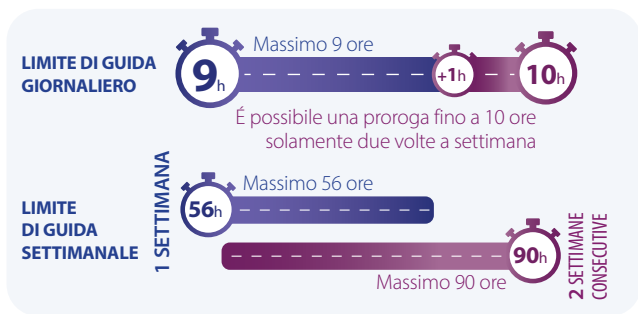 LIMITE DI GUIDA
GIORNALIERO
9h
Massimo 9 ore
+1h
10h
É possibile una proroga fino a 10 ore
solamente due volte a settimana
LIMITE
DI GUIDA
SETTIMANALE
1 SETTIMANA
56h
Massimo 56 ore
90h
Massimo 90 ore
2 SETTIMANE
CONSECUTIVE